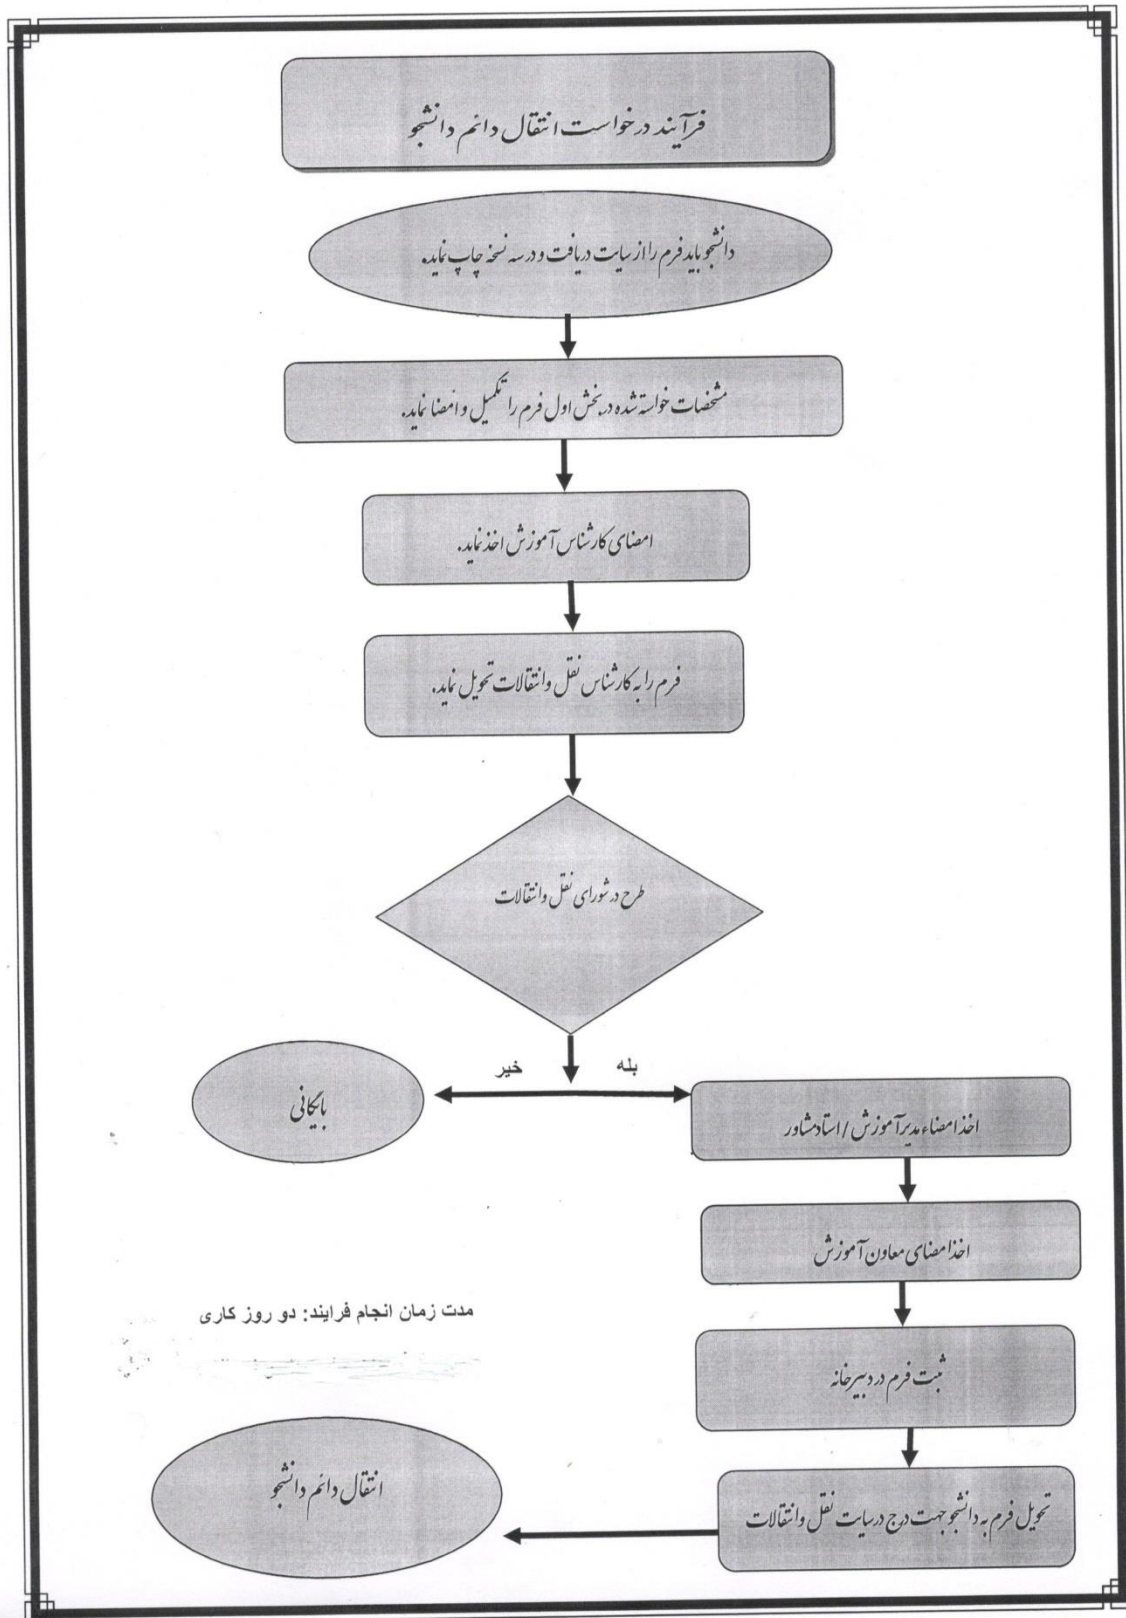 فرآیند درخواست انتقال دائم دانشجو
دانشجو باید فرم را از سایت دریافت و در سه نسخه چاپ نماید.
مشخصات خواسته شده در بخش اول فرم را تکمیل و امضا نماید.
امضای کارشناس آموزش اخذ نماید.
فرم را به کارشناس نقل وانتقالات تحویل نماید.
طرح در شورای نقل وانتقالات
بله
خیر
بایگانی
اخذ امضاء مدیر آموزش / استاد مشاور
اخذ امضای معاون آموزش
مدت زمان انجام فرایند: دو روز کاری
ثبت فرم در دبیرخانه
تحویل فرم به دانشجو جهت درج در سایت نقل وانتقالات
انتقال دائم دانشجو